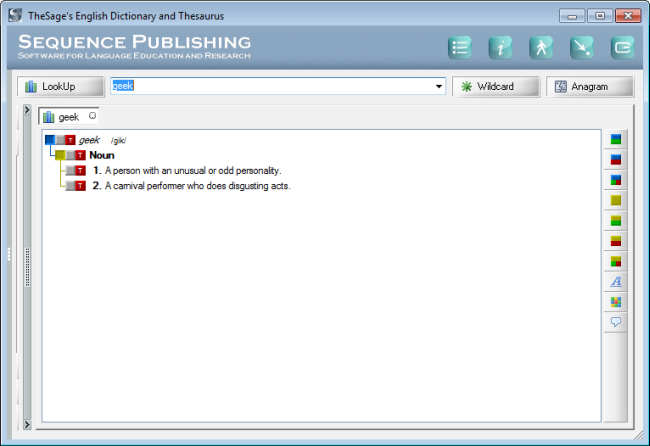 TheSage's English Dictionary and Thesaurus
SEQUENCE PUBLISHING
SOFTWARE FOR LANGUAGE EDUCATION AND RESEARCH
LookUp geek Wildcard Anagram
geek
T geek /gik/
T Noun
T 1. A person with an unusual or odd personality.
T 2. A carnival performer who does disgusting acts.
A